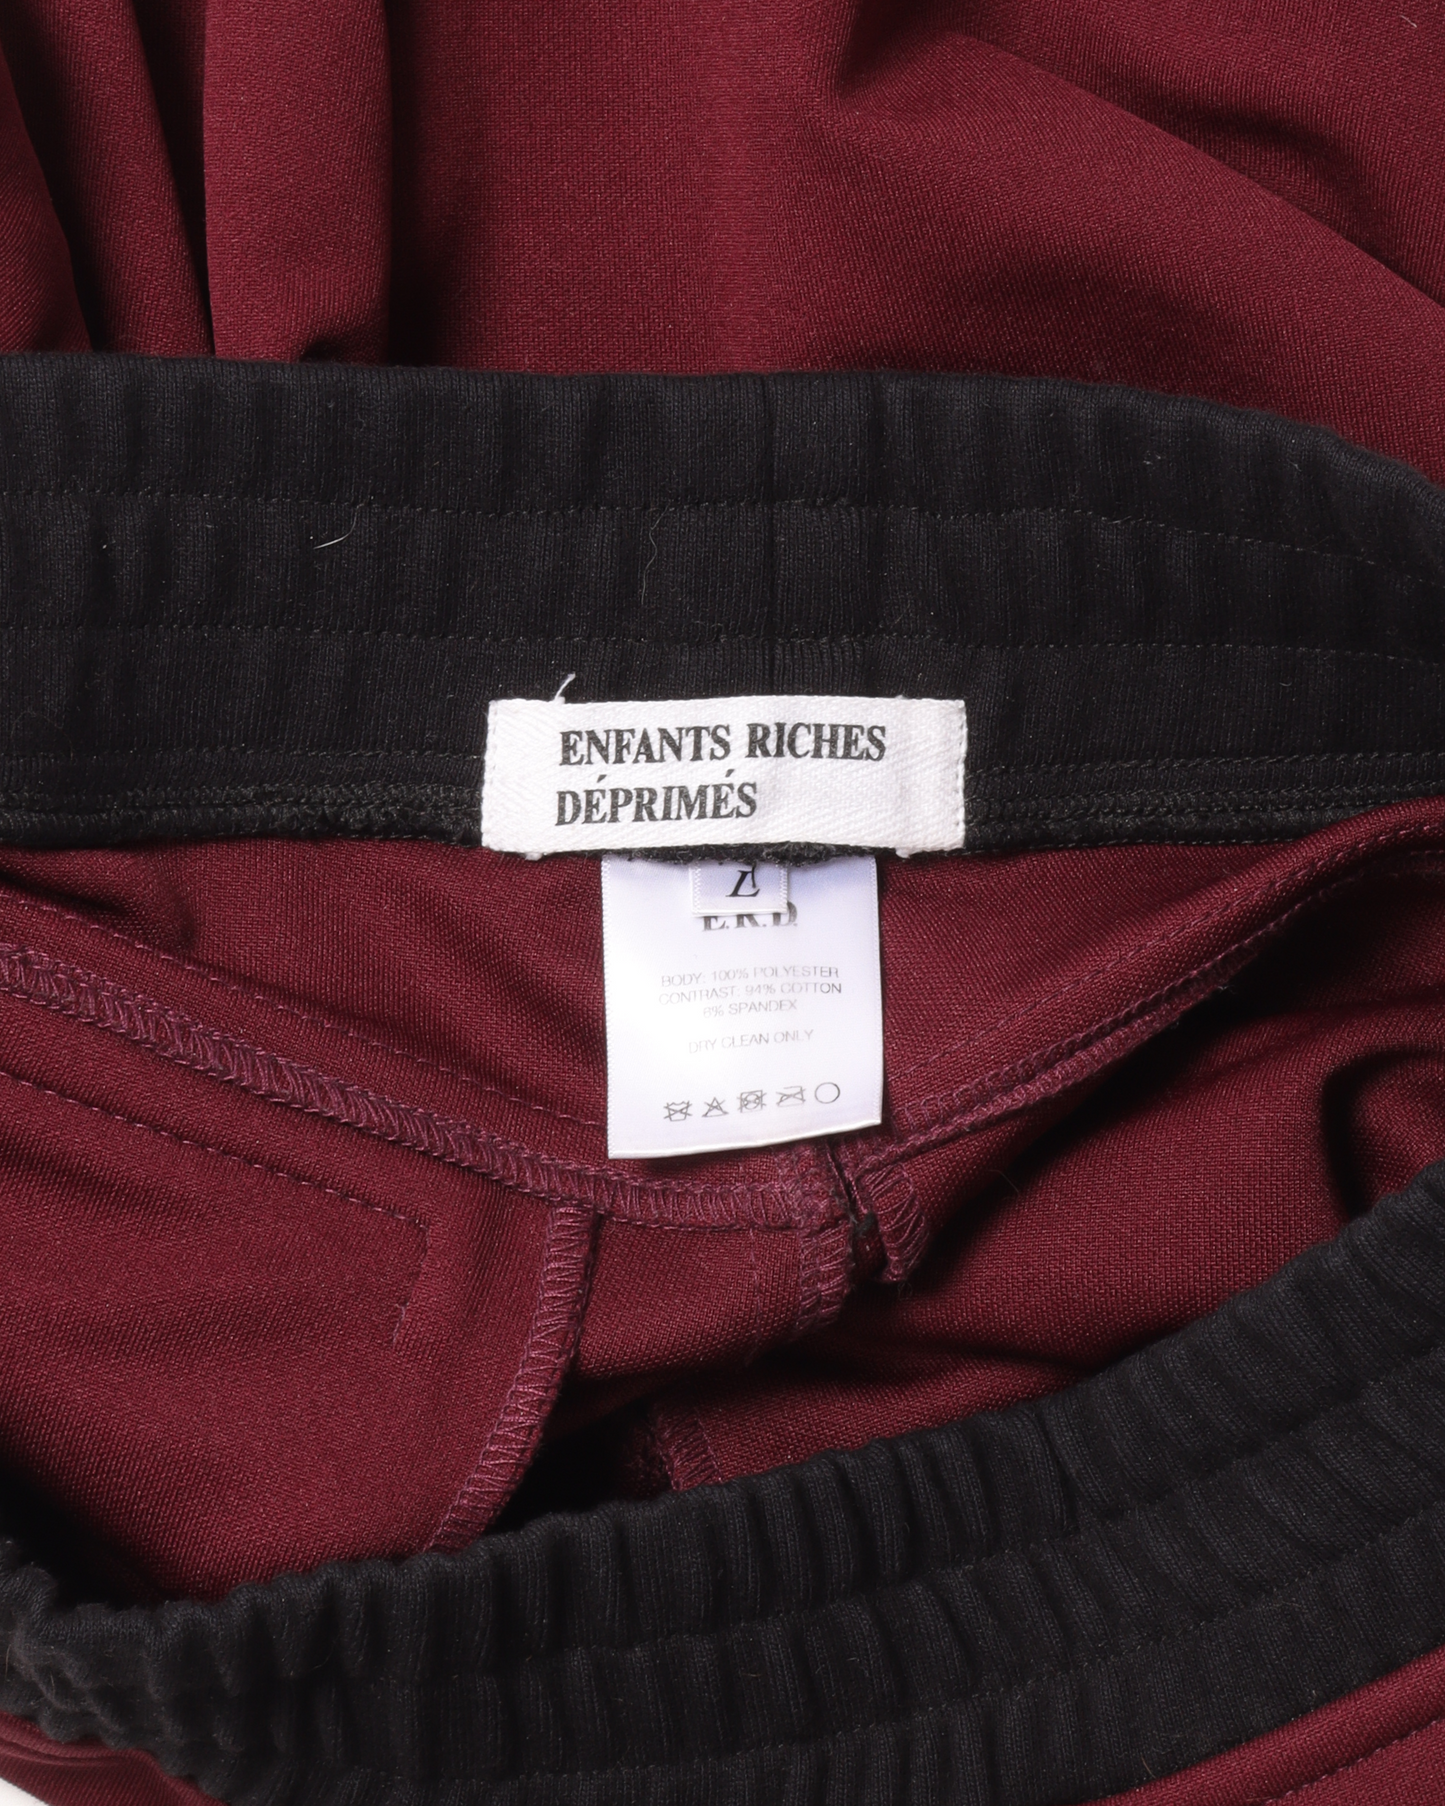 ENFANTS RICHES
DÉPRIMÉS
L
E.R.D.
BODY: 100% POLYESTER
CONTRAST: 94% COTTON
6% SPANDEX
DRY CLEAN ONLY